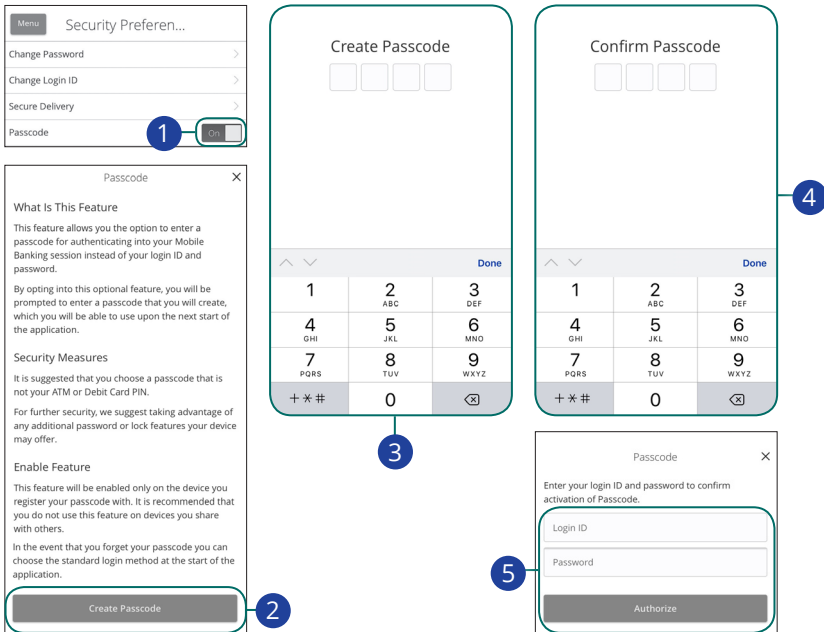 Menu
Security Preferen...
Change Password
Change Login ID
Secure Delivery
Passcode
On
1
Passcode
What Is This Feature
This feature allows you the option to enter a
passcode for authenticating into your Mobile
Banking session instead of your login ID and
password.
By opting into this optional feature, you will be
prompted to enter a passcode that you will create,
which you will be able to use upon the next start of
the application.
Security Measures
It is suggested that you choose a passcode that is
not your ATM or Debit Card PIN.
For further security, we suggest taking advantage of
any additional password or lock features your device
may offer.
Enable Feature
This feature will be enabled only on the device you
register your passcode with. It is recommended that
you do not use this feature on devices you share
with others.
In the event that you forget your passcode you can
choose the standard login method at the start of the
application.
Create Passcode
2
Create Passcode
Done
1 2 3
ABC DEF
4 5 6
GHI JKL MNO
7 8 9
PQRS TUV WXYZ
+*# 0
3
Confirm Passcode
Done
1 2 3
ABC DEF
4 5 6
GHI JKL MNO
7 8 9
PQRS TUV WXYZ
+*# 0
4
Passcode
Enter your login ID and password to confirm
activation of Passcode.
Login ID
Password
Authorize
5